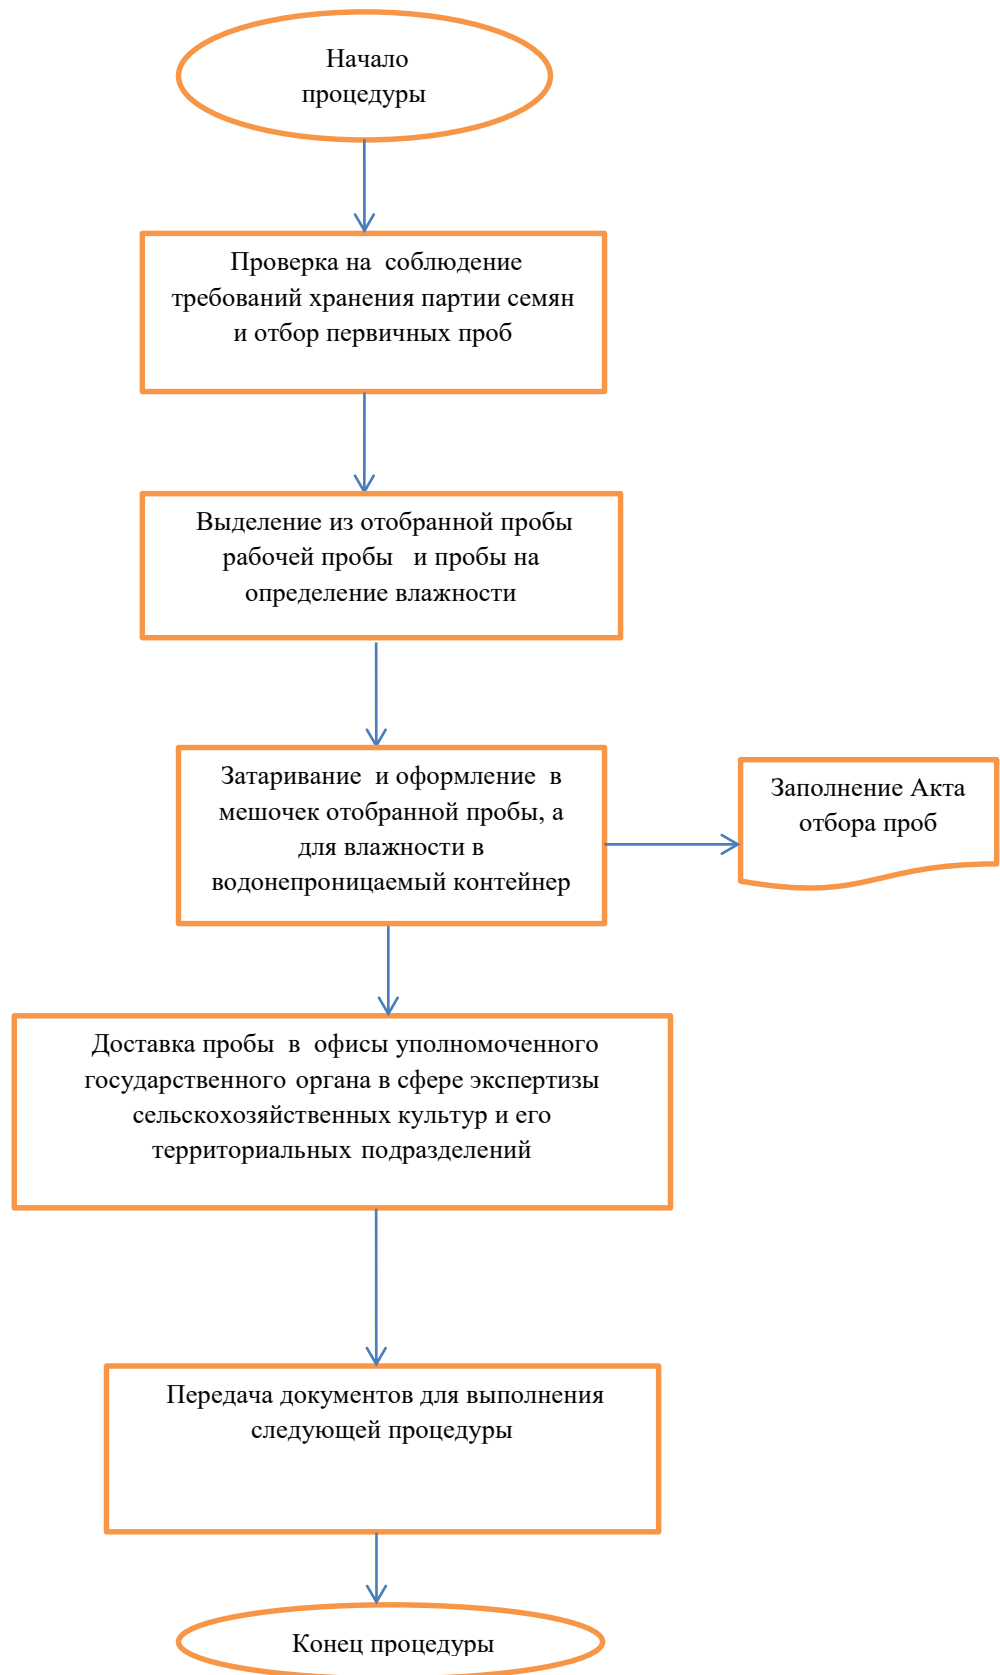 Начало
процедуры
Проверка на соблюдение
требований хранения партии семян
и отбор первичных проб
Выделение из отобранной пробы
рабочей пробы и пробы на
определение влажности
Затаривание и оформление в
мешочек отобранной пробы, а
для влажности в
водонепроницаемый контейнер
Заполнение Акта
отбора проб
Доставка пробы в офисы уполномоченного
государственного органа в сфере экспертизы
сельскохозяйственных культур и его
территориальных подразделений
Передача документов для выполнения
следующей процедуры
Конец процедуры